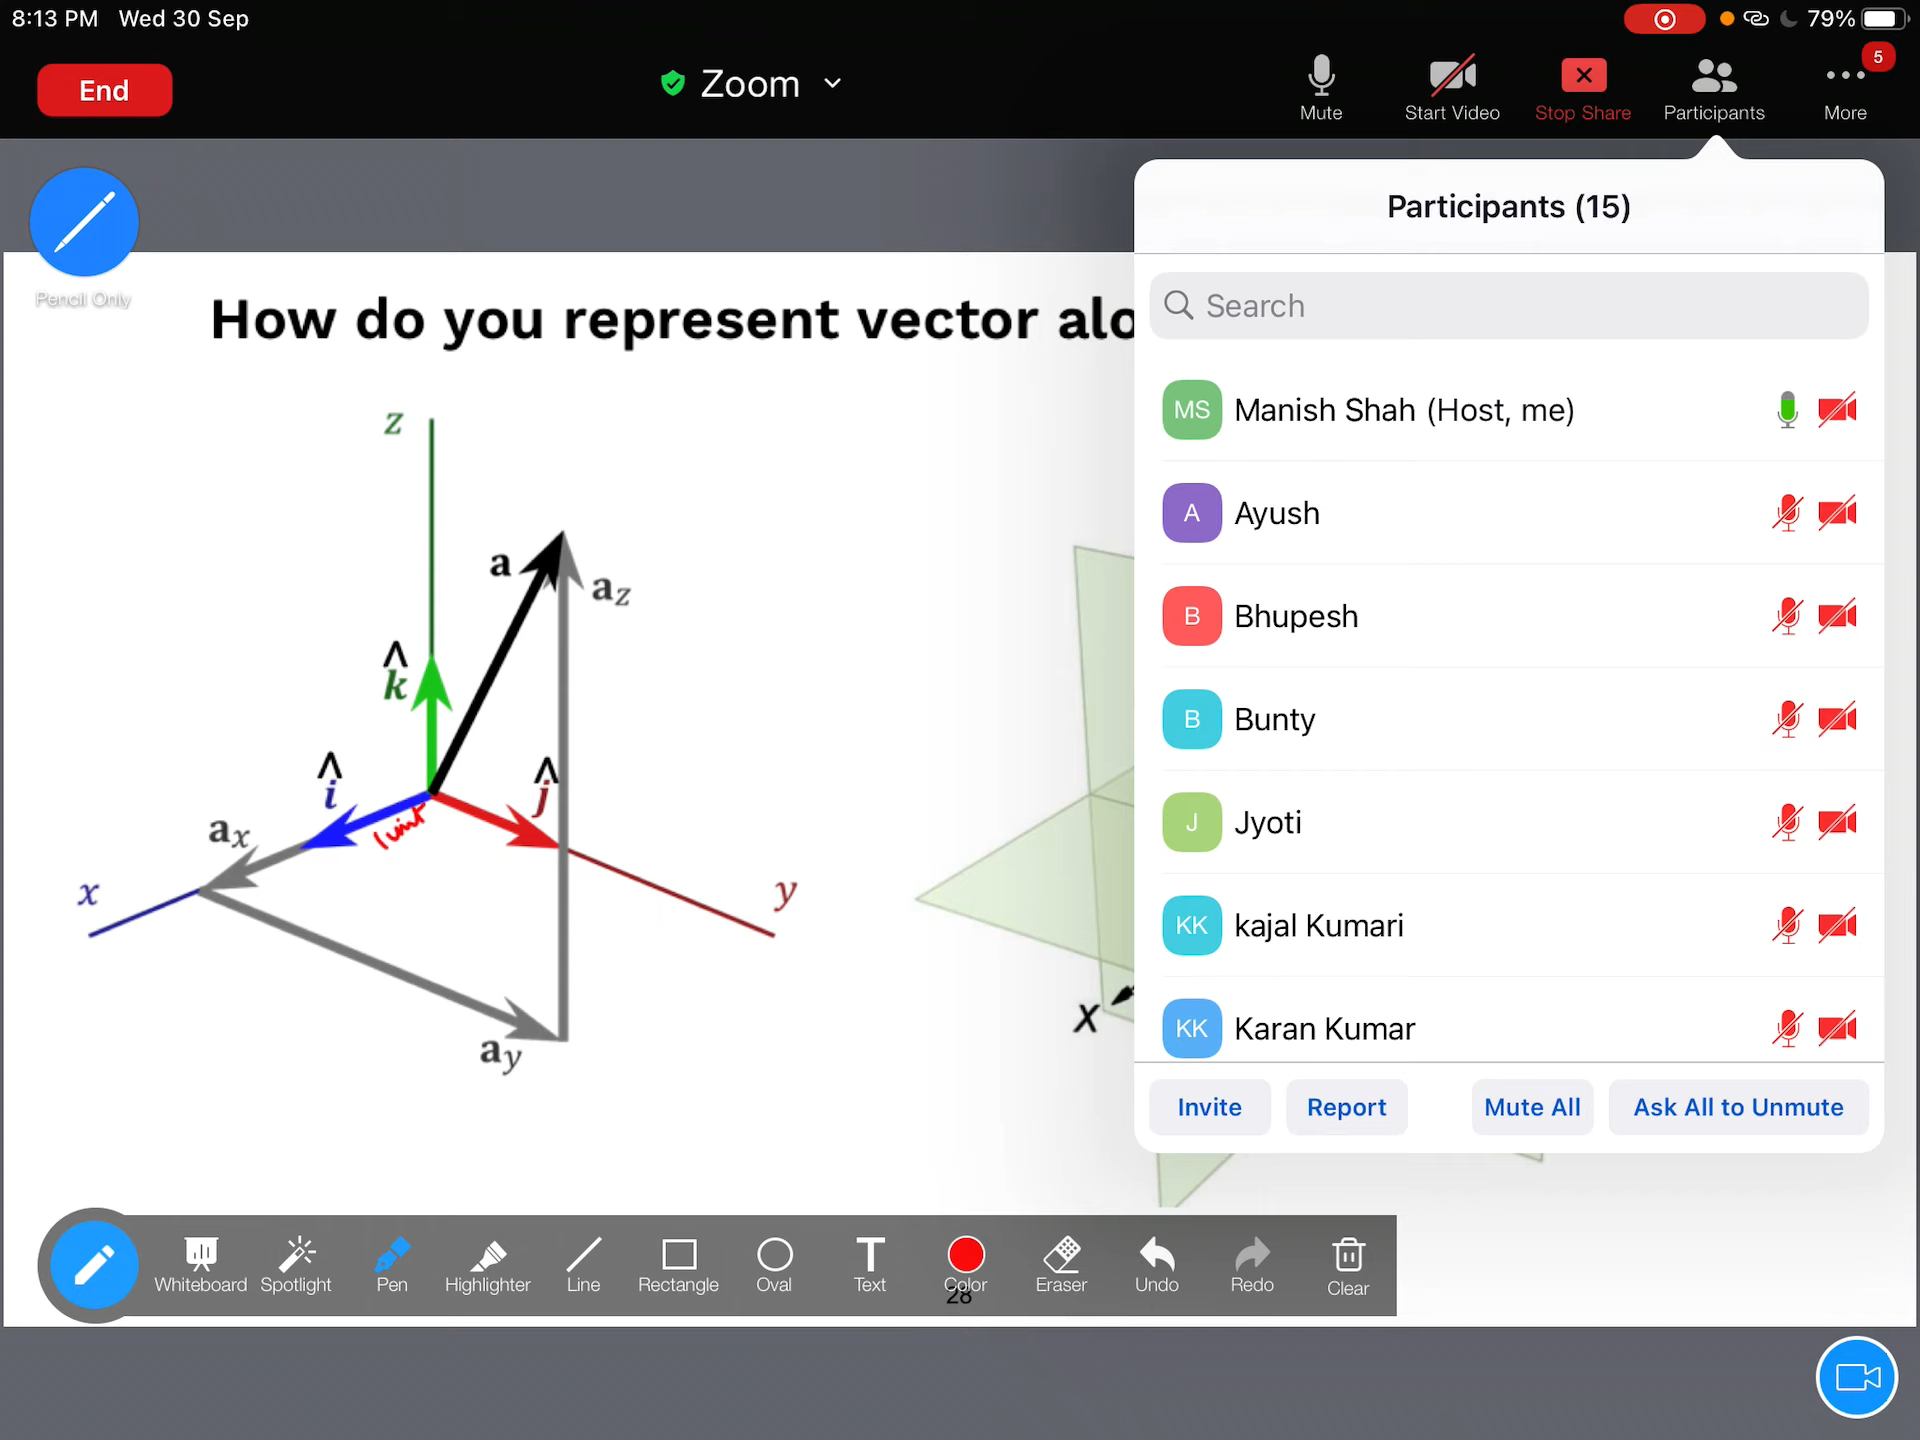 8:13 PM Wed 30 Sep
79%
End
Zoom
Mute
Start Video
Stop Share
Participants
5
More
Pencil Only
How do you represent vector alo
Participants (15)
Search
MS Manish Shah (Host, me)
A Ayush
B Bhupesh
B Bunty
J Jyoti
KK kajal Kumari
KK Karan Kumar
Invite
Report
Mute All
Ask All to Unmute
z
a
az
k̂
î
ĵ
1 unit
ax
x
y
ay
X
Whiteboard
Spotlight
Pen
Highlighter
Line
Rectangle
Oval
Text
Color
Eraser
Undo
Redo
Clear
28